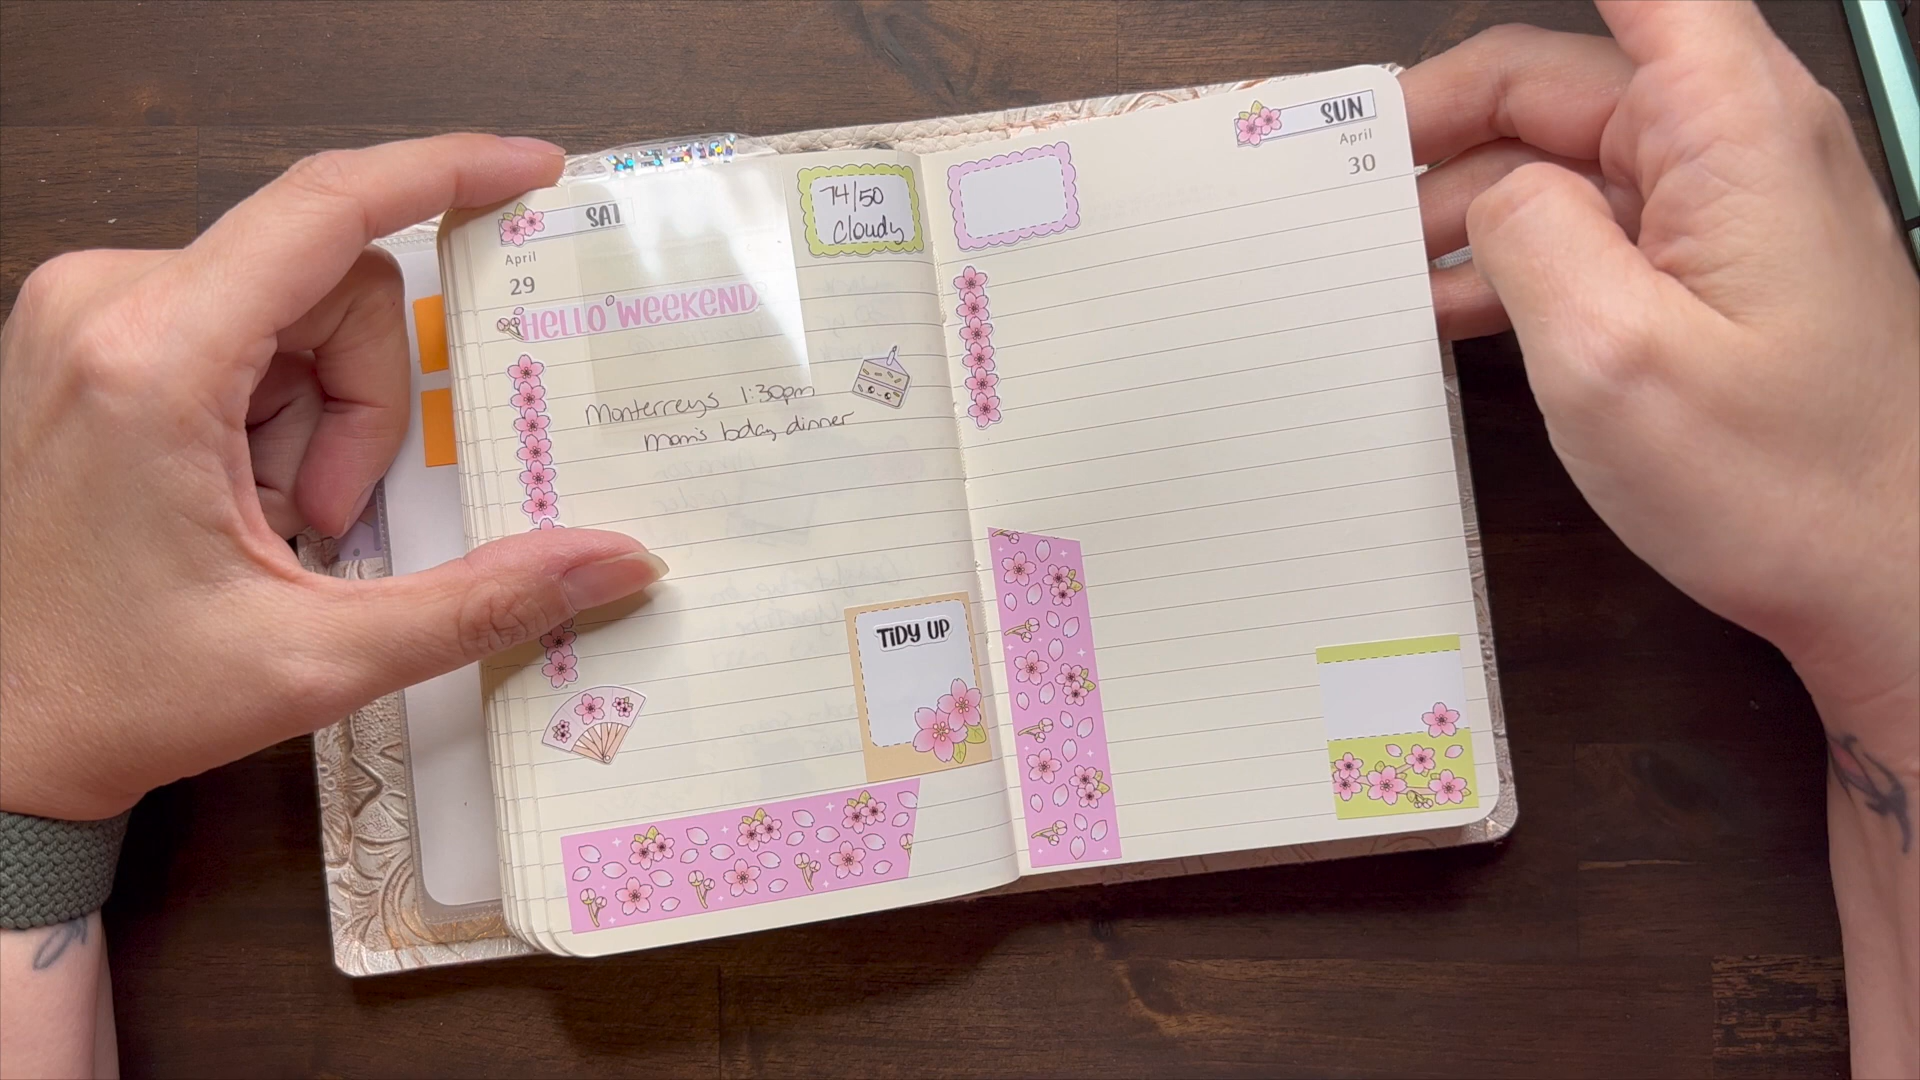 SAT
April
29
74/50
Cloudy
HELLO WEEKEND
Monterreys 1:30pm
mom's bday dinner
TiDY UP
SUN
April
30